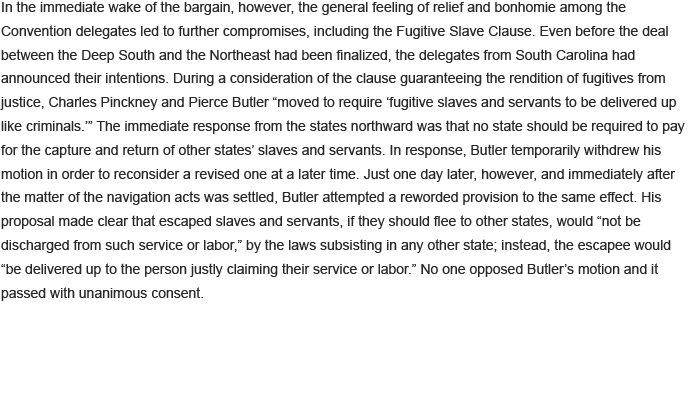 In the immediate wake of the bargain, however, the general feeling of relief and bonhomie among the
Convention delegates led to further compromises, including the Fugitive Slave Clause. Even before the deal
between the Deep South and the Northeast had been finalized, the delegates from South Carolina had
announced their intentions. During a consideration of the clause guaranteeing the rendition of fugitives from
justice, Charles Pinckney and Pierce Butler “moved to require ‘fugitive slaves and servants to be delivered up
like criminals.’” The immediate response from the states northward was that no state should be required to pay
for the capture and return of other states’ slaves and servants. In response, Butler temporarily withdrew his
motion in order to reconsider a revised one at a later time. Just one day later, however, and immediately after
the matter of the navigation acts was settled, Butler attempted a reworded provision to the same effect. His
proposal made clear that escaped slaves and servants, if they should flee to other states, would “not be
discharged from such service or labor,” by the laws subsisting in any other state; instead, the escapee would
“be delivered up to the person justly claiming their service or labor.” No one opposed Butler’s motion and it
passed with unanimous consent.